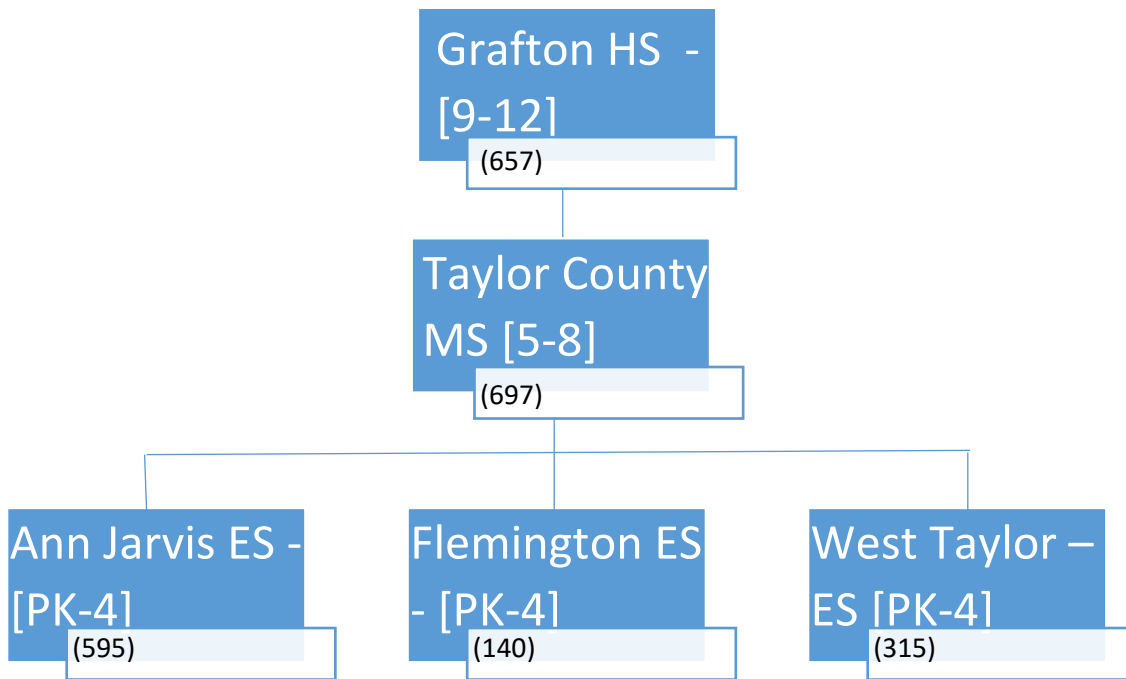 Grafton HS -
[9-12]
(657)
Taylor County
MS [5-8]
(697)
Ann Jarvis ES -
[PK-4]
(595)
Flemington ES
- [PK-4]
(140)
West Taylor –
ES [PK-4]
(315)